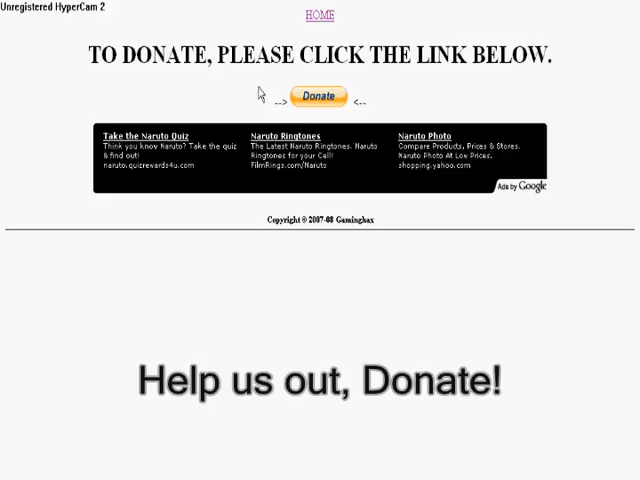 Unregistered HyperCam 2
HOME
TO DONATE, PLEASE CLICK THE LINK BELOW.
--> Donate <--
Take the Naruto Quiz
Think you know Naruto? Take the quiz
& find out!
naruto.quizrewards4u.com
Naruto Ringtones
The Latest Naruto Ringtones. Naruto
Ringtones for your Cell!
FilmRings.com/Naruto
Naruto Photo
Compare Products, Prices & Stores.
Naruto Photo At Low Prices.
shopping.yahoo.com
Ads by Google
Copyright © 2007-08 Gaminghax
Help us out, Donate!